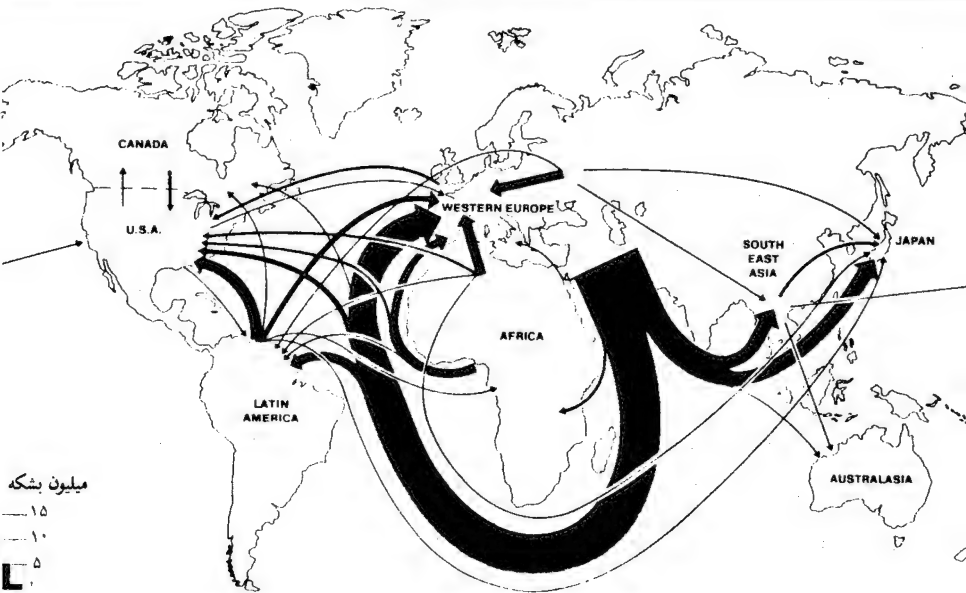 CANADA
U.S.A.
WESTERN EUROPE
SOUTH
EAST
ASIA
JAPAN
AFRICA
LATIN
AMERICA
AUSTRALASIA
میلیون بشکه
۱۵
۱۰
۵